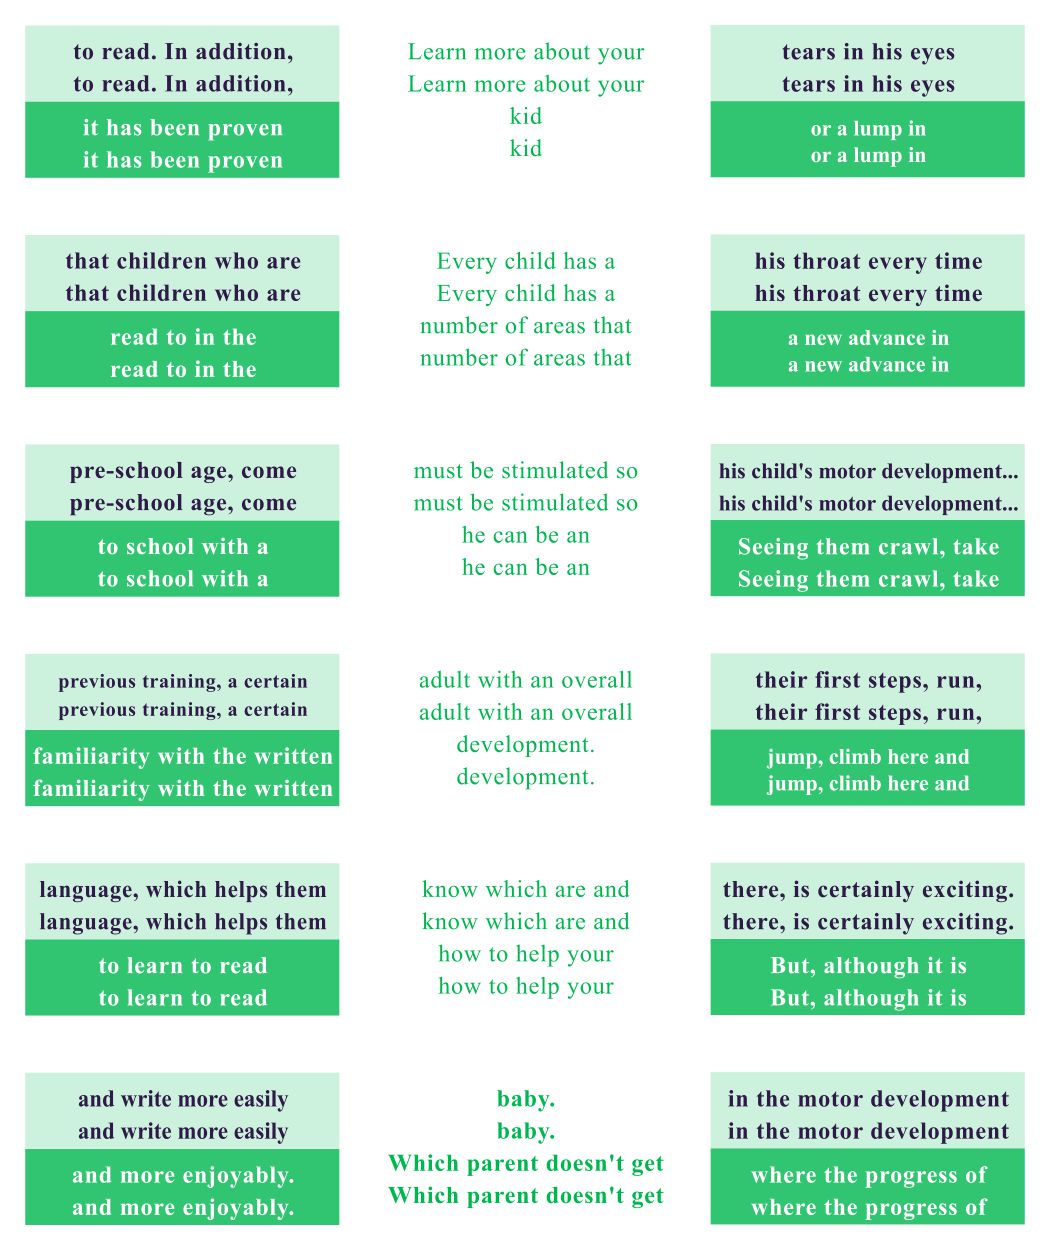 to read. In addition,
to read. In addition,
it has been proven
it has been proven
that children who are
that children who are
read to in the
read to in the
pre-school age, come
pre-school age, come
to school with a
to school with a
previous training, a certain
previous training, a certain
familiarity with the written
familiarity with the written
language, which helps them
language, which helps them
to learn to read
to learn to read
and write more easily
and write more easily
and more enjoyably.
and more enjoyably.
Learn more about your
Learn more about your
kid
kid
Every child has a
Every child has a
number of areas that
number of areas that
must be stimulated so
must be stimulated so
he can be an
he can be an
adult with an overall
adult with an overall
development.
development.
know which are and
know which are and
how to help your
how to help your
baby.
baby.
Which parent doesn't get
Which parent doesn't get
tears in his eyes
tears in his eyes
or a lump in
or a lump in
his throat every time
his throat every time
a new advance in
a new advance in
his child's motor development...
his child's motor development...
Seeing them crawl, take
Seeing them crawl, take
their first steps, run,
their first steps, run,
jump, climb here and
jump, climb here and
there, is certainly exciting.
there, is certainly exciting.
But, although it is
But, although it is
in the motor development
in the motor development
where the progress of
where the progress of